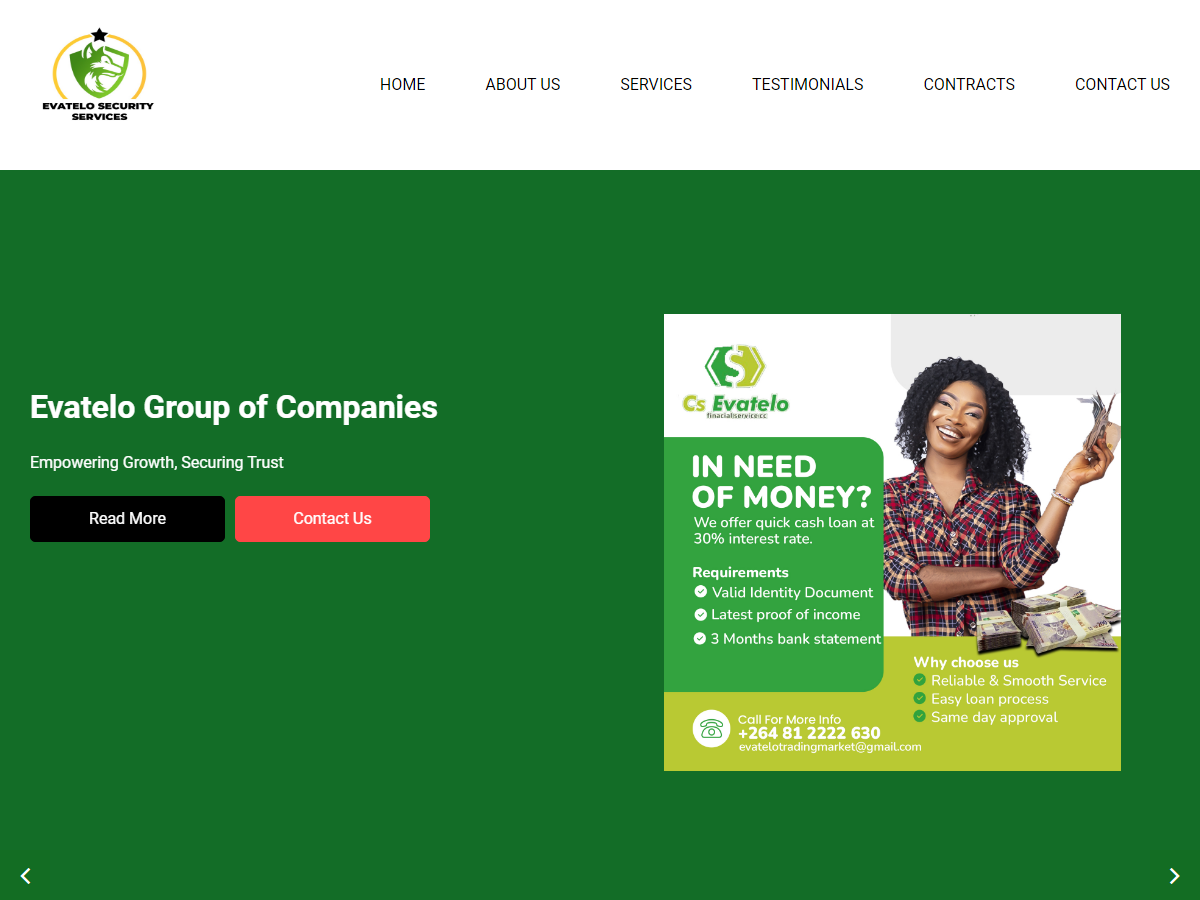 EVATELO SECURITY
SERVICES
HOME
ABOUT US
SERVICES
TESTIMONIALS
CONTRACTS
CONTACT US
Evatelo Group of Companies
Empowering Growth, Securing Trust
Read More
Contact Us
Cs Evatelo
finacialservice cc
IN NEED
OF MONEY?
We offer quick cash loan at
30% interest rate.
Requirements
Valid Identity Document
Latest proof of income
3 Months bank statement
Why choose us
Reliable & Smooth Service
Easy loan process
Same day approval
Call For More Info
+264 81 2222 630
evatelotradingmarket@gmail.com